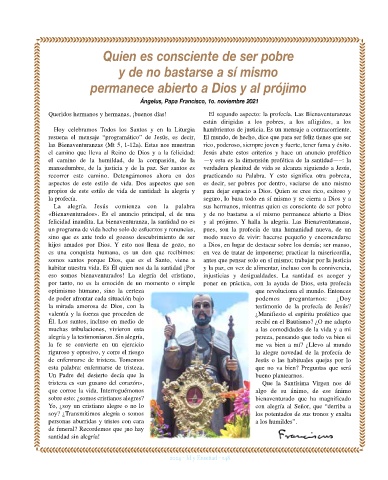 Quien es consciente de ser pobre
y de no bastarse a sí mismo
permanece abierto a Dios y al prójimo
Ángelus, Papa Francisco, 1o. noviembre 2021
Queridos hermanos y hermanas, ¡buenos días!
Hoy celebramos Todos los Santos y en la Liturgia
resuena el mensaje “programático” de Jesús, es decir,
las Bienaventuranzas (Mt 5, 1-12a). Estas nos muestran
el camino que lleva al Reino de Dios y a la felicidad:
el camino de la humildad, de la compasión, de la
mansedumbre, de la justicia y de la paz. Ser santos es
recorrer este camino. Detengámonos ahora en dos
aspectos de este estilo de vida. Dos aspectos que son
propios de este estilo de vida de santidad: la alegría y
la profecía.
La alegría. Jesús comienza con la palabra
«Bienaventurados». Es el anuncio principal, el de una
felicidad inaudita. La bienaventuranza, la santidad no es
un programa de vida hecho solo de esfuerzos y renuncias,
sino que es ante todo el gozoso descubrimiento de ser
hijos amados por Dios. Y esto nos llena de gozo, no
es una conquista humana, es un don que recibimos:
somos santos porque Dios, que es el Santo, viene a
habitar nuestra vida. Es Él quien nos da la santidad ¡Por
eso somos bienaventurados! La alegría del cristiano,
por tanto, no es la emoción de un momento o simple
optimismo humano, sino la certeza
de poder afrontar cada situación bajo
la mirada amorosa de Dios, con la
valentía y la fuerza que proceden de
Él. Los santos, incluso en medio de
muchas tribulaciones, vivieron esta
alegría y la testimoniaron. Sin alegría,
la fe se convierte en un ejercicio
riguroso y opresivo, y corre el riesgo
de enfermarse de tristeza. Tomemos
esta palabra: enfermarse de tristeza.
Un Padre del desierto decía que la
tristeza es «un gusano del corazón»,
que corroe la vida. Interroguémonos
sobre esto: ¿somos cristianos alegres?
Yo, ¿soy un cristiano alegre o no lo
soy? ¿Transmitimos alegría o somos
personas aburridas y tristes con cara
de funeral? Recordemos que ¡no hay
santidad sin alegría!
El segundo aspecto: la profecía. Las Bienaventuranzas
están dirigidas a los pobres, a los afligidos, a los
hambrientos de justicia. Es un mensaje a contracorriente.
El mundo, de hecho, dice que para ser feliz tienes que ser
rico, poderoso, siempre joven y fuerte, tener fama y éxito.
Jesús abate estos criterios y hace un anuncio profético
—y esta es la dimensión profética de la santidad—: la
verdadera plenitud de vida se alcanza siguiendo a Jesús,
practicando su Palabra. Y esto significa otra pobreza,
es decir, ser pobres por dentro, vaciarse de uno mismo
para dejar espacio a Dios. Quien se cree rico, exitoso y
seguro, lo basa todo en sí mismo y se cierra a Dios y a
sus hermanos, mientras quien es consciente de ser pobre
y de no bastarse a sí mismo permanece abierto a Dios
y al prójimo. Y halla la alegría. Las Bienaventuranzas,
pues, son la profecía de una humanidad nueva, de un
modo nuevo de vivir: hacerse pequeño y encomendarse
a Dios, en lugar de destacar sobre los demás; ser manso,
en vez de tratar de imponerse; practicar la misericordia,
antes que pensar solo en sí mismo; trabajar por la justicia
y la paz, en vez de alimentar, incluso con la connivencia,
injusticias y desigualdades. La santidad es acoger y
poner en práctica, con la ayuda de Dios, esta profecía
que revoluciona el mundo. Entonces
podemos preguntarnos: ¿Doy
testimonio de la profecía de Jesús?
¿Manifiesto el espíritu profético que
recibí en el Bautismo? ¿O me adapto
a las comodidades de la vida y a mi
pereza, pensando que todo va bien si
me va bien a mí? ¿Llevo al mundo
la alegre novedad de la profecía de
Jesús o las habituales quejas por lo
que no va bien? Preguntas que será
bueno plantearnos.
Que la Santísima Virgen nos dé
algo de su ánimo, de ese ánimo
bienaventurado que ha magnificado
con alegría al Señor, que “derriba a
los potentados de sus tronos y exalta
a los humildes”.
Franciscus